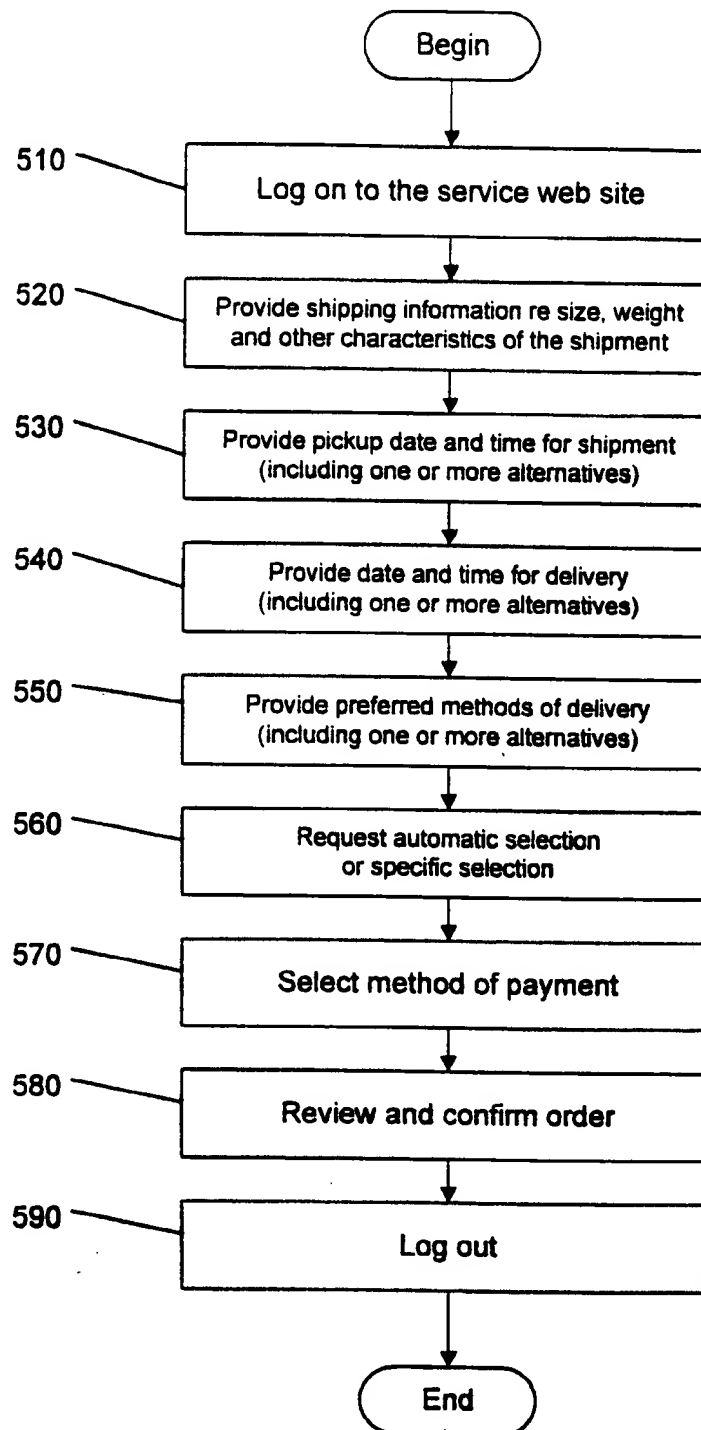 Begin
510
Log on to the service web site
520
Provide shipping information re size, weight
and other characteristics of the shipment
530
Provide pickup date and time for shipment
(including one or more alternatives)
540
Provide date and time for delivery
(including one or more alternatives)
550
Provide preferred methods of delivery
(including one or more alternatives)
560
Request automatic selection
or specific selection
570
Select method of payment
580
Review and confirm order
590
Log out
End